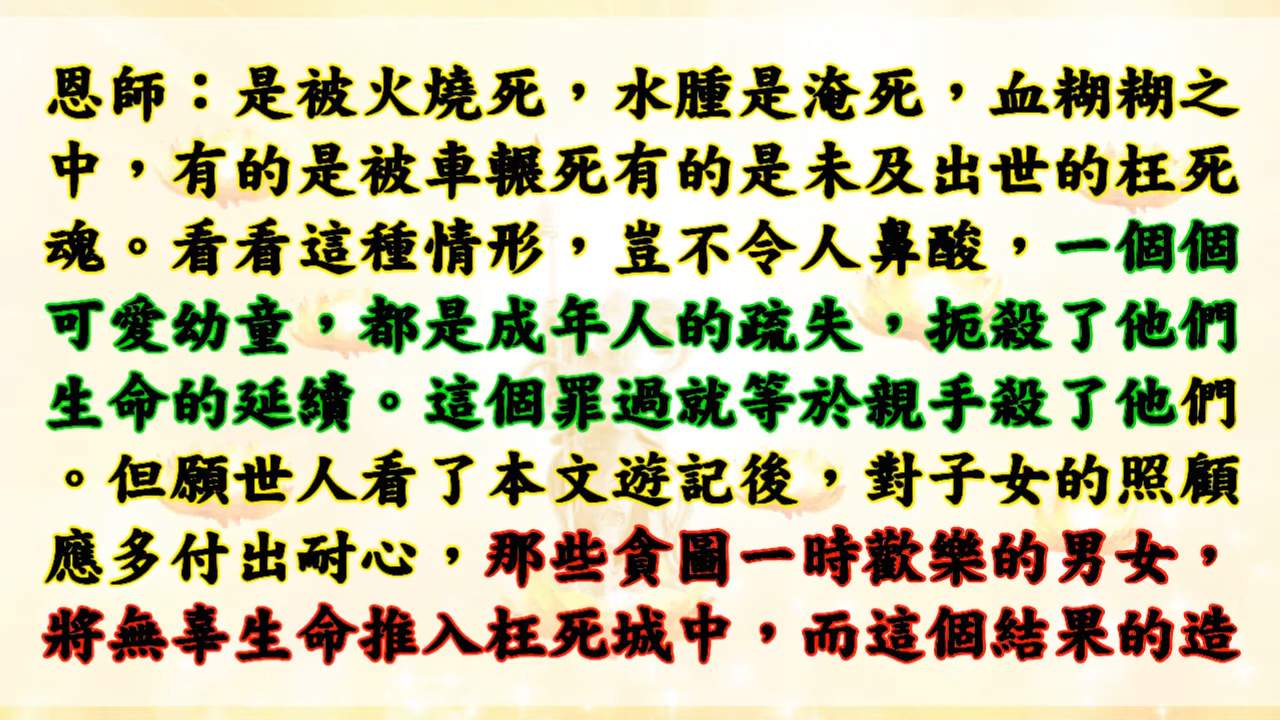 恩師：是被火燒死，水腫是淹死，血糊糊之
中，有的是被車輾死有的是未及出世的枉死
魂。看看這種情形，豈不令人鼻酸，一個個
可愛幼童，都是成年人的疏失，扼殺了他們
生命的延續。這個罪過就等於親手殺了他們
。但願世人看了本文遊記後，對子女的照顧
應多付出耐心，那些貪圖一時歡樂的男女，
將無辜生命推入枉死城中，而這個結果的造